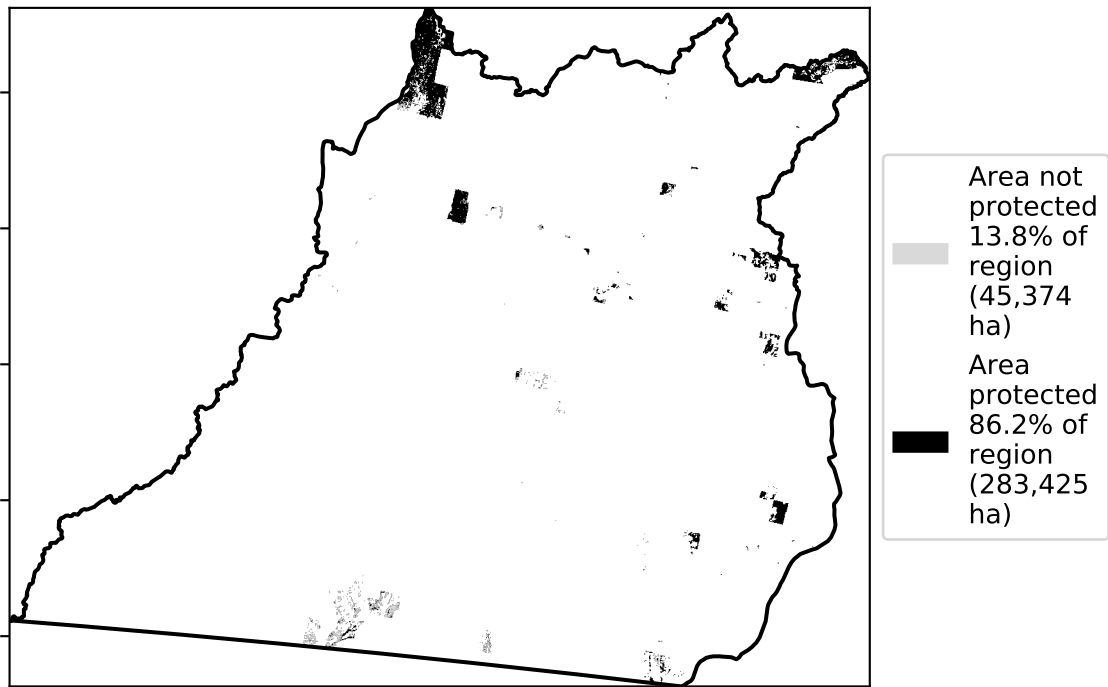 Area not
protected
13.8% of
region
(45,374
ha)
Area
protected
86.2% of
region
(283,425
ha)